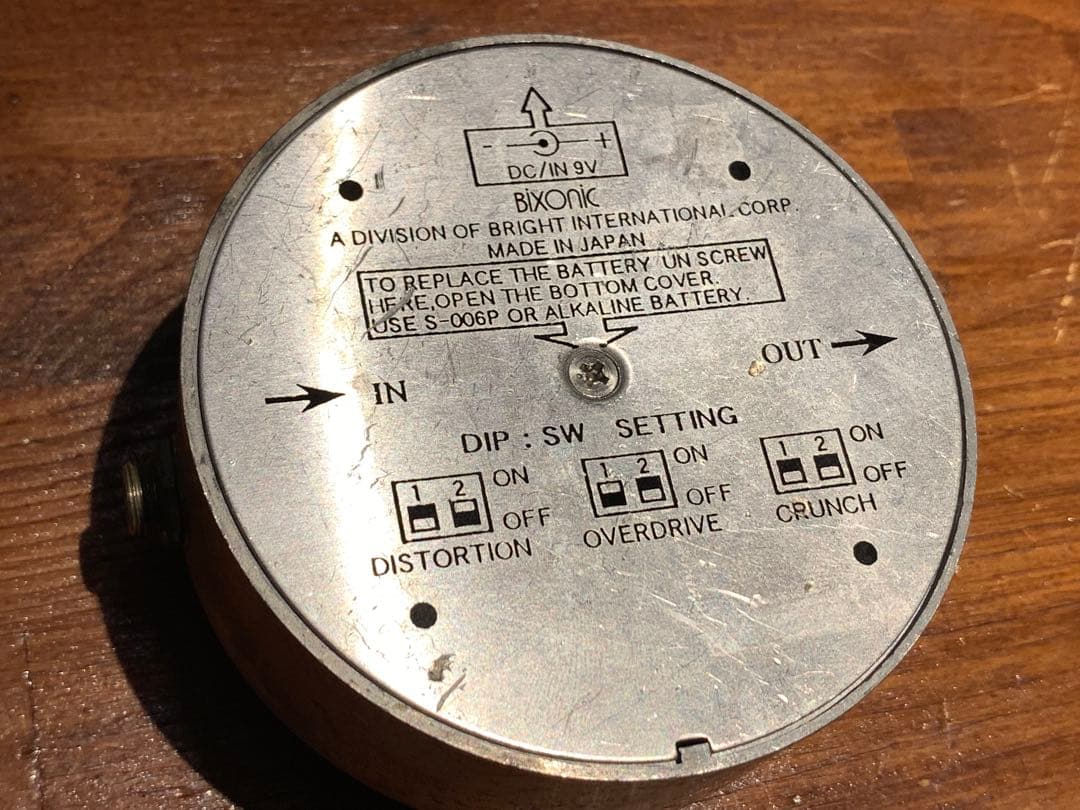 - +
DC/IN 9V
BiXOniC
A DIVISION OF BRIGHT INTERNATIONAL CORP.
MADE IN JAPAN
TO REPLACE THE BATTERY UN SCREW
HERE,OPEN THE BOTTOM COVER.
USE S-006P OR ALKALINE BATTERY.
IN
OUT
DIP : SW SETTING
1 2 ON
OFF
DISTORTION
1 2 ON
OFF
OVERDRIVE
1 2 ON
OFF
CRUNCH